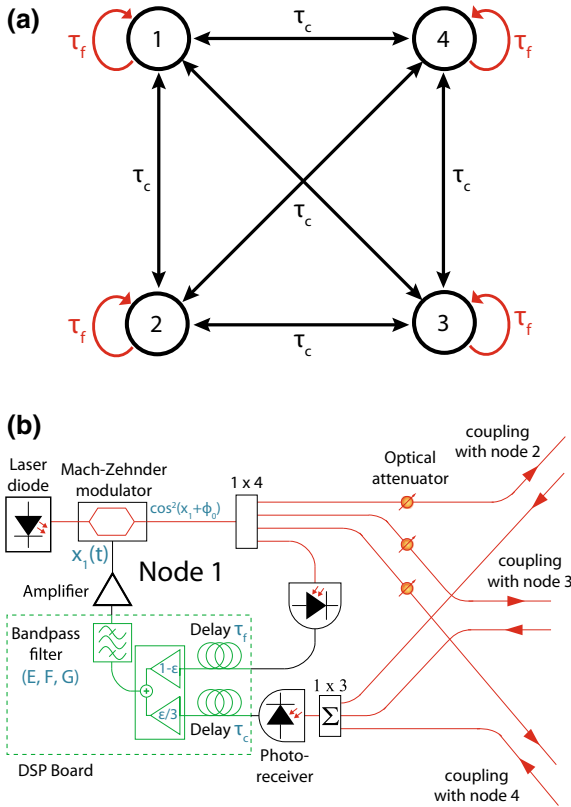 (a)
τf
1
τc
4
τf
τc
τc
τc
τf
2
τc
3
τf
(b)
Laser
diode
Mach-Zehnder
modulator
cos²(x₁+ϕ₀)
1 x 4
Optical
attenuator
coupling
with node 2
x₁(t)
Node 1
Amplifier
coupling
with node 3
Bandpass
filter
(E, F, G)
Delay τf
1-ε
ε/3
Delay τc
1 x 3
Σ
Photo-
receiver
DSP Board
coupling
with node 4